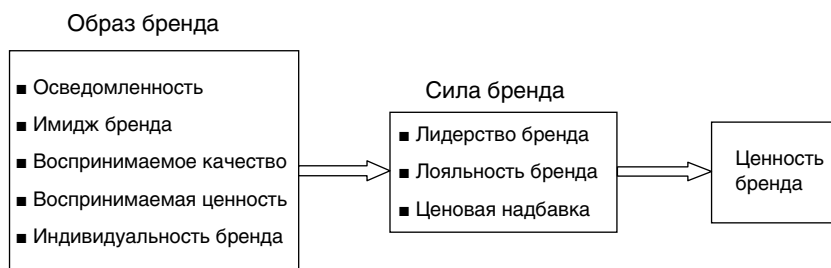 Образ бренда
■ Осведомленность
■ Имидж бренда
■ Воспринимаемое качество
■ Воспринимаемая ценность
■ Индивидуальность бренда
Сила бренда
■ Лидерство бренда
■ Лояльность бренда
■ Ценовая надбавка
Ценность
бренда